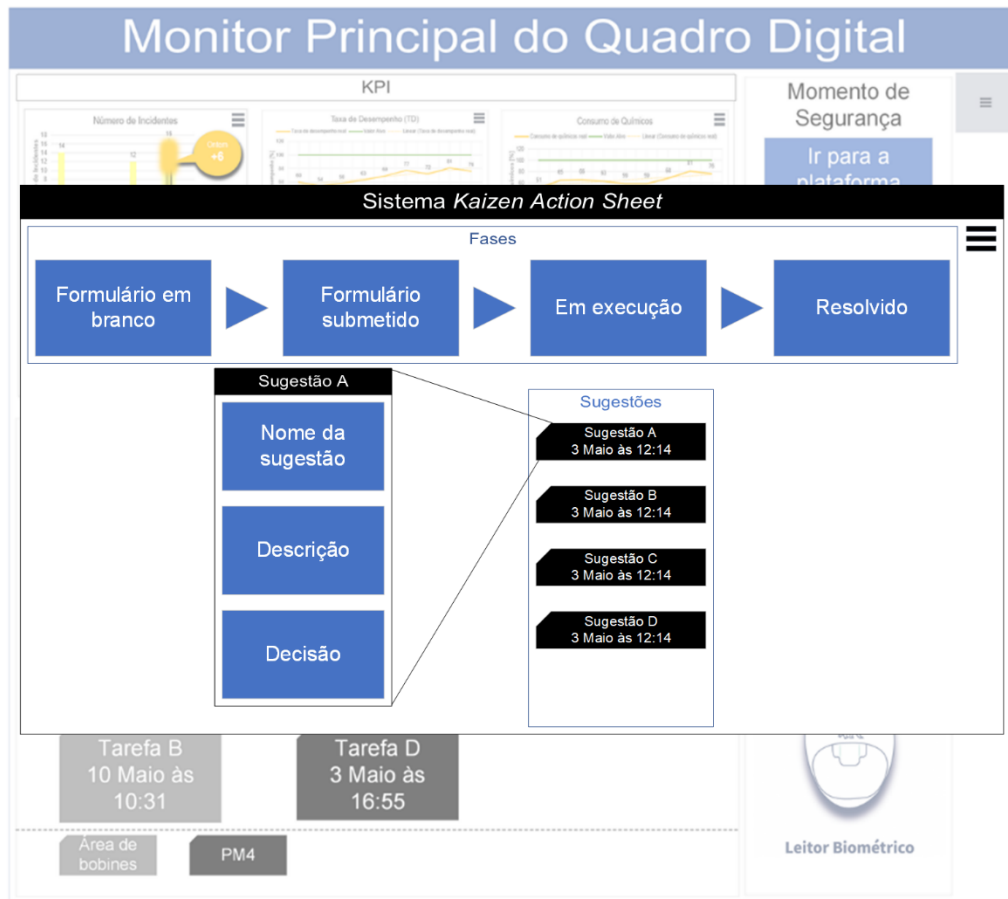 Monitor Principal do Quadro Digital
KPI
Número de Incidentes
Taxa de Desempenho (TD)
Consumo de Químicos
Momento de
Segurança
Ir para a
plataforma
+6
Sistema Kaizen Action Sheet
Fases
Formulário em
branco
Formulário
submetido
Em execução
Resolvido
Sugestão A
Nome da
sugestão
Descrição
Decisão
Sugestões
Sugestão A
3 Maio às 12:14
Sugestão B
3 Maio às 12:14
Sugestão C
3 Maio às 12:14
Sugestão D
3 Maio às 12:14
Tarefa B
10 Maio às
10:31
Tarefa D
3 Maio às
16:55
Área de
bobines
PM4
Leitor Biométrico